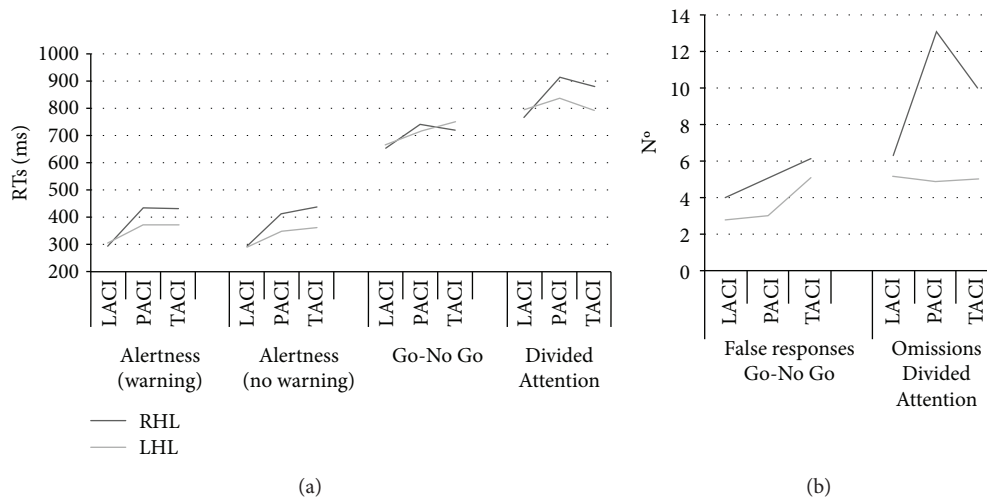 1000
900
800
700
600
500
400
300
200
RTs (ms)
LACI
PACI
TACI
LACI
PACI
TACI
LACI
PACI
TACI
LACI
PACI
TACI
Alertness
(warning)
Alertness
(no warning)
Go-No Go
Divided
Attention
RHL
LHL
(a)
14
12
10
8
6
4
2
0
Nº
LACI
PACI
TACI
LACI
PACI
TACI
False responses
Go-No Go
Omissions
Divided
Attention
(b)